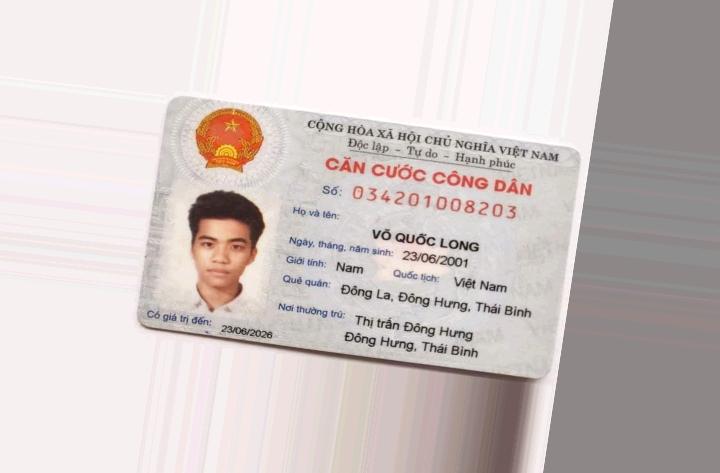 CỘNG HÒA XÃ HỘI CHỦ NGHĨA VIỆT NAM
Độc lập - Tự do - Hạnh phúc
CĂN CƯỚC CÔNG DÂN
Số: 034201008203
Họ và tên:
VÕ QUỐC LONG
Ngày, tháng, năm sinh: 23/06/2001
Giới tính: Nam Quốc tịch: Việt Nam
Quê quán: Đông La, Đông Hưng, Thái Bình
Nơi thường trú: Thị trấn Đông Hưng
Đông Hưng, Thái Bình
Có giá trị đến: 23/06/2026